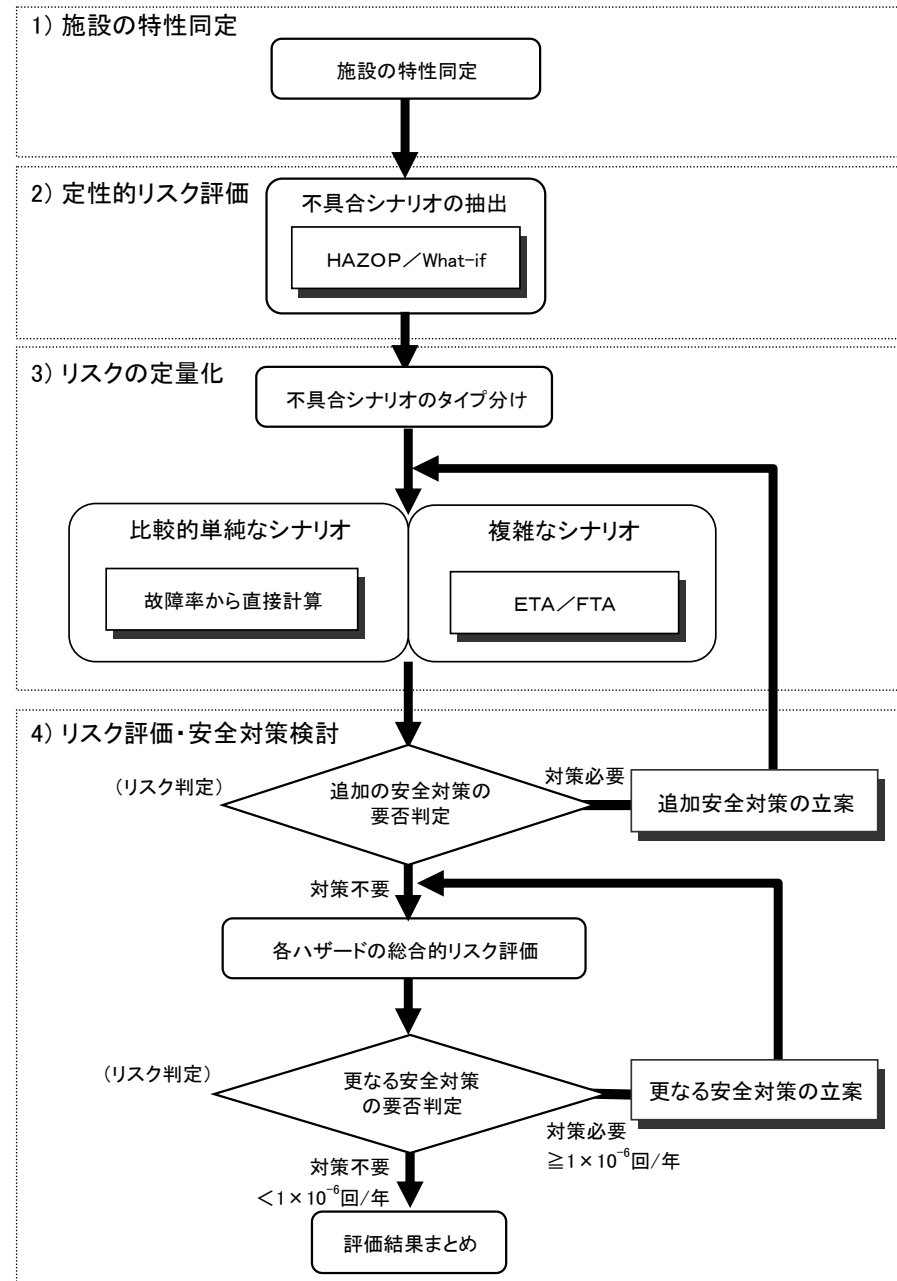 1) 施設の特性同定
施設の特性同定
2) 定性的リスク評価
不具合シナリオの抽出
HAZOP／What-if
3) リスクの定量化
不具合シナリオのタイプ分け
比較的単純なシナリオ
複雑なシナリオ
故障率から直接計算
ETA／FTA
4) リスク評価・安全対策検討
(リスク判定)
追加の安全対策の
要否判定
対策必要
追加安全対策の立案
対策不要
各ハザードの総合的リスク評価
(リスク判定)
更なる安全対策
の要否判定
更なる安全対策の立案
対策必要
≧1×10⁻⁶回/年
対策不要
＜1×10⁻⁶回/年
評価結果まとめ